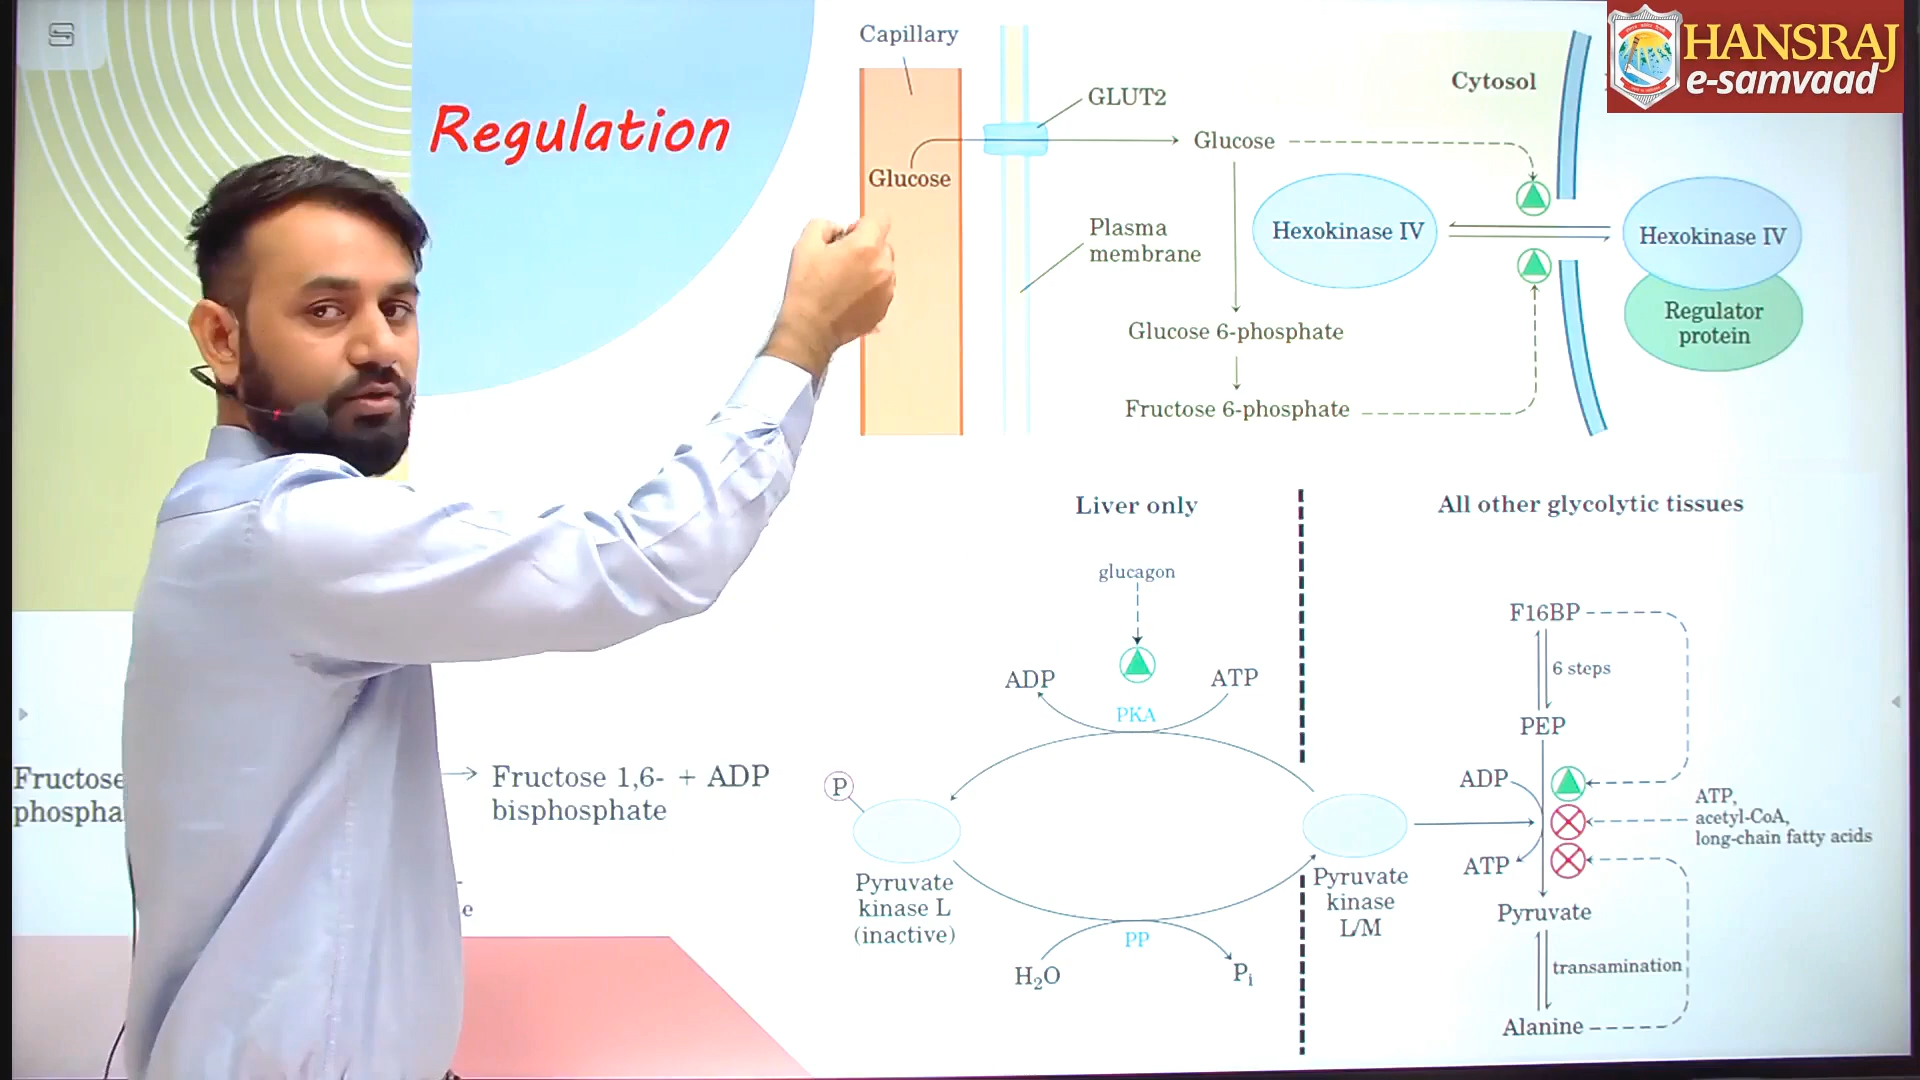 HANSRAJ
e-samvaad
Regulation
Capillary
GLUT2
Cytosol
Glucose
Glucose
Plasma
membrane
Hexokinase IV
Hexokinase IV
Regulator
protein
Glucose 6-phosphate
Fructose 6-phosphate
Liver only
All other glycolytic tissues
glucagon
ADP
ATP
PKA
P
Pyruvate
kinase L
(inactive)
PP
H₂O
Pi
Pyruvate
kinase
L/M
F16BP
6 steps
PEP
ADP
ATP
ATP,
acetyl-CoA,
long-chain fatty acids
Pyruvate
transamination
Alanine
Fructose
phospha
Fructose 1,6- + ADP
bisphosphate
e